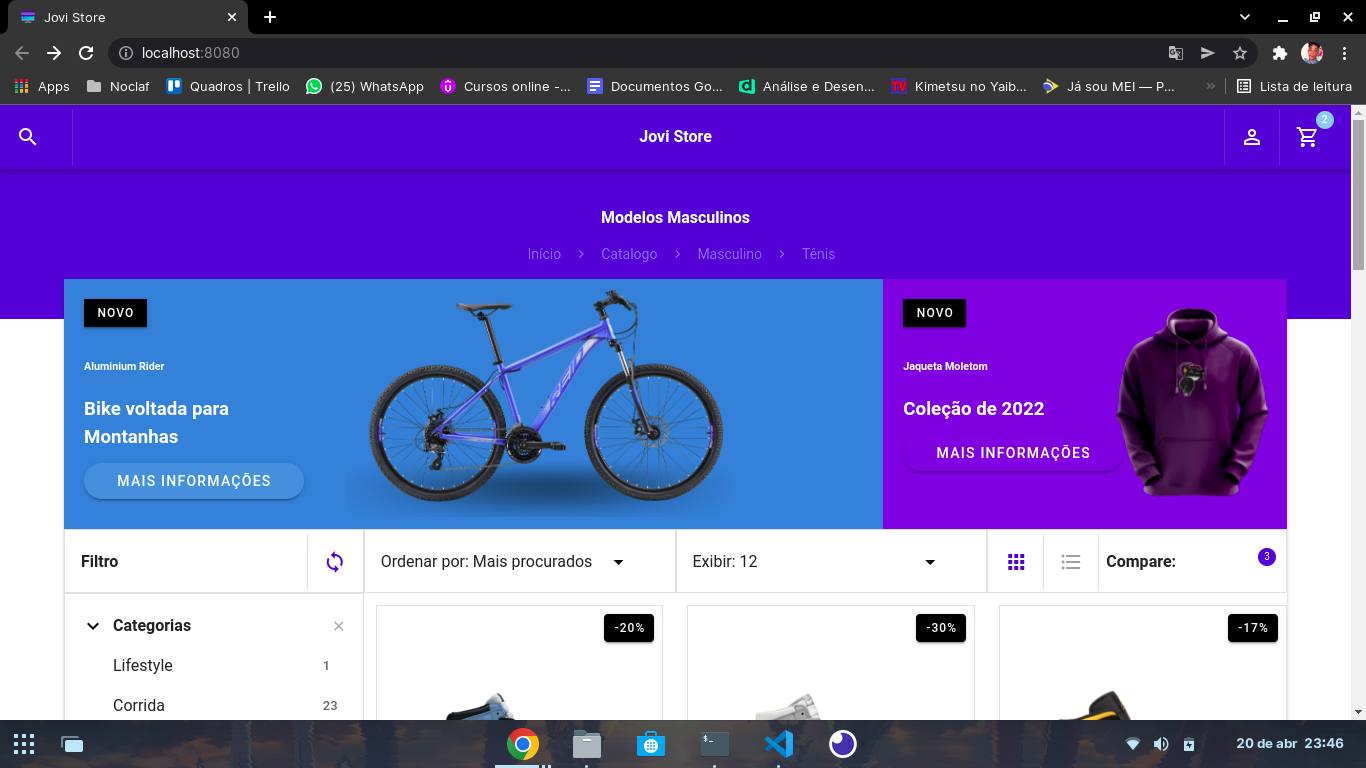 Jovi Store
localhost:8080
Apps
Noclaf
Quadros | Trello
(25) WhatsApp
Cursos online -...
Documentos Go...
Análise e Desen...
TV
Kimetsu no Yaib...
Já sou MEI — P...
»
Lista de leitura
Jovi Store
2
Modelos Masculinos
Início > Catalogo > Masculino > Tênis
NOVO
Aluminium Rider
Bike voltada para
Montanhas
MAIS INFORMAÇÕES
NOVO
Jaqueta Moletom
Coleção de 2022
MAIS INFORMAÇÕES
Filtro
Ordenar por: Mais procurados
Exibir: 12
Compare:
3
Categorias
Lifestyle 1
Corrida 23
-20%
-30%
-17%
20 de abr 23:46